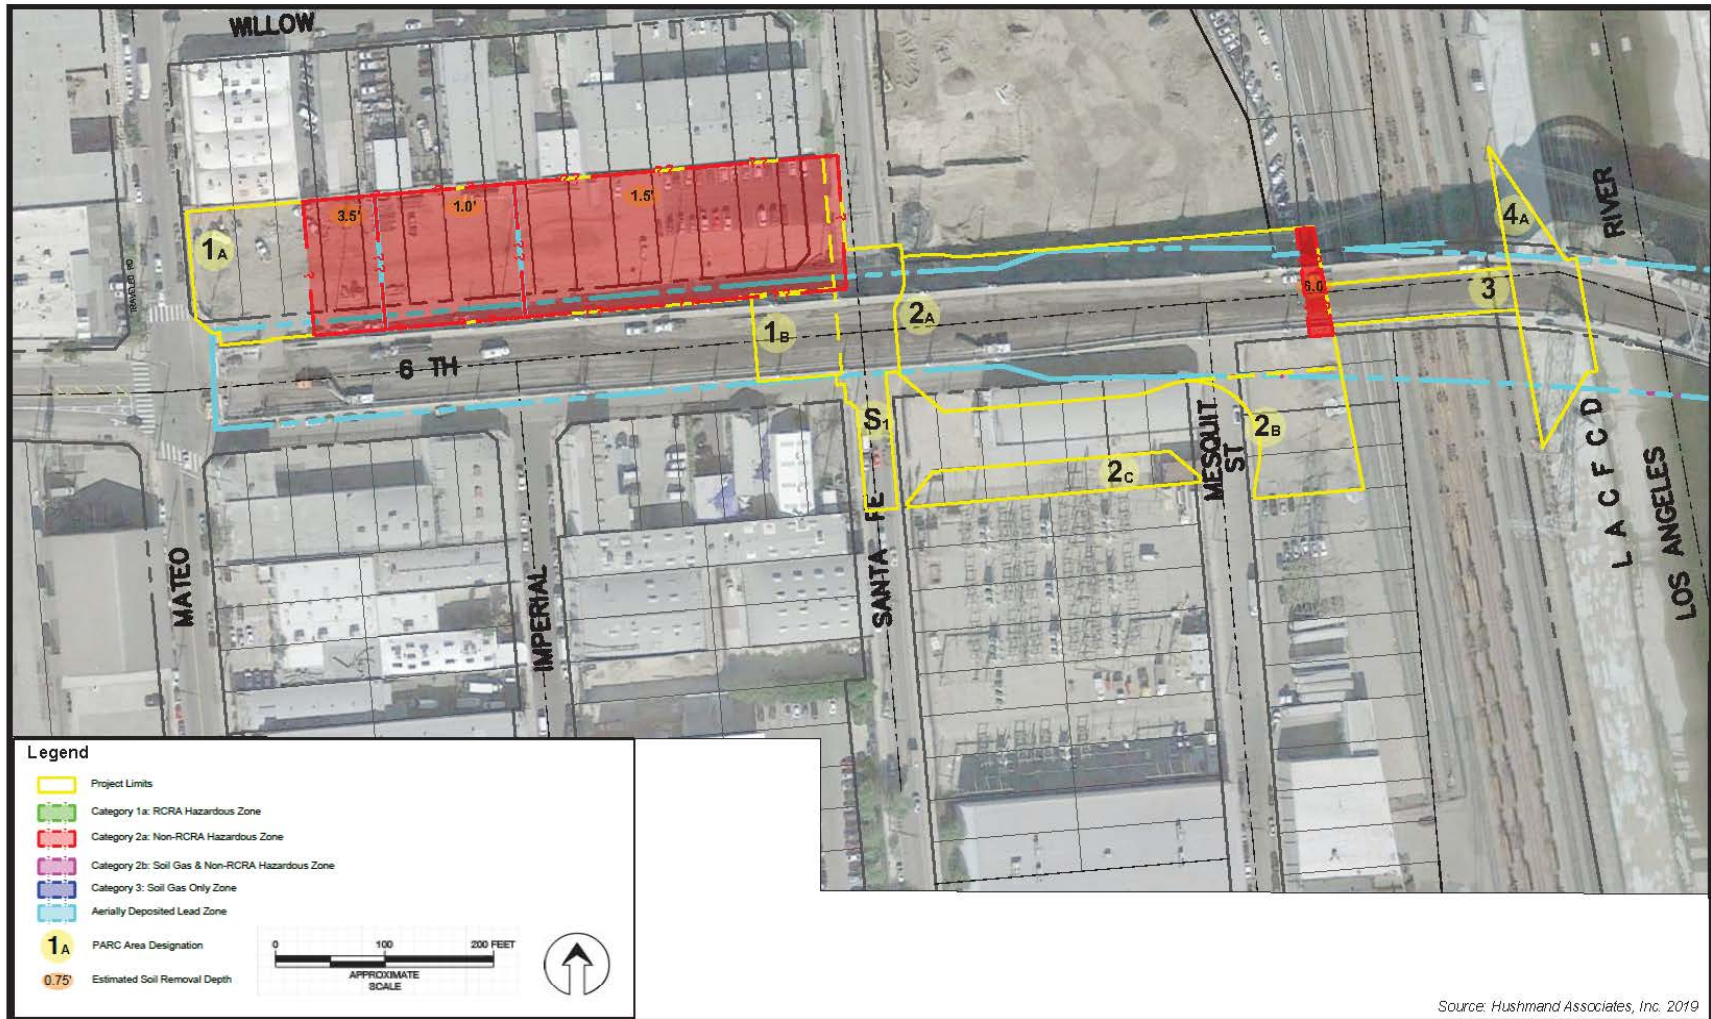 WILLOW
3.5'
1.0'
1.5'
1A
4A
RIVER
TRAVELED RD
6.0
3
2A
1B
6 TH
S1
2B
2C
MESQUIT ST
LACFCD
LOS ANGELES
MATEO
IMPERIAL
SANTA FE
Legend
Project Limits
Category 1a: RCRA Hazardous Zone
Category 2a: Non-RCRA Hazardous Zone
Category 2b: Soil Gas & Non-RCRA Hazardous Zone
Category 3: Soil Gas Only Zone
Aerially Deposited Lead Zone
1A PARC Area Designation
0.75' Estimated Soil Removal Depth
0 100 200 FEET
APPROXIMATE
SCALE
Source: Hushmand Associates, Inc. 2019